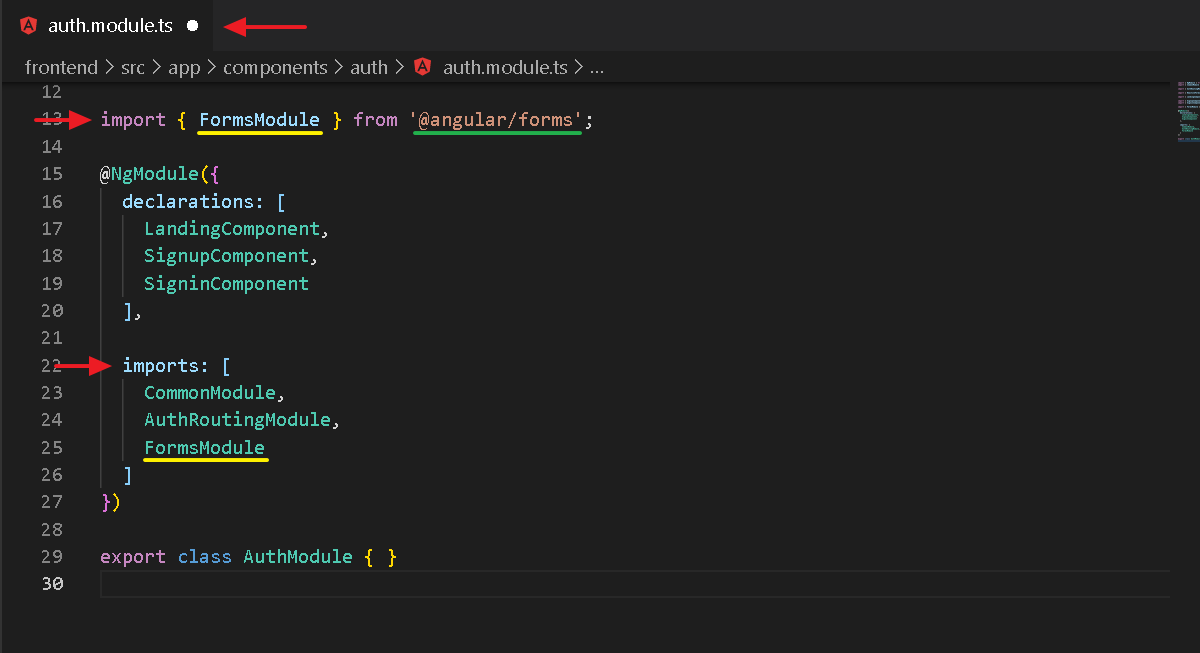 auth.module.ts
frontend > src > app > components > auth > auth.module.ts > ...
12
13 import { FormsModule } from '@angular/forms';
14
15 @NgModule({
16 declarations: [
17 LandingComponent,
18 SignupComponent,
19 SigninComponent
20 ],
21
22 imports: [
23 CommonModule,
24 AuthRoutingModule,
25 FormsModule
26 ]
27 })
28
29 export class AuthModule { }
30